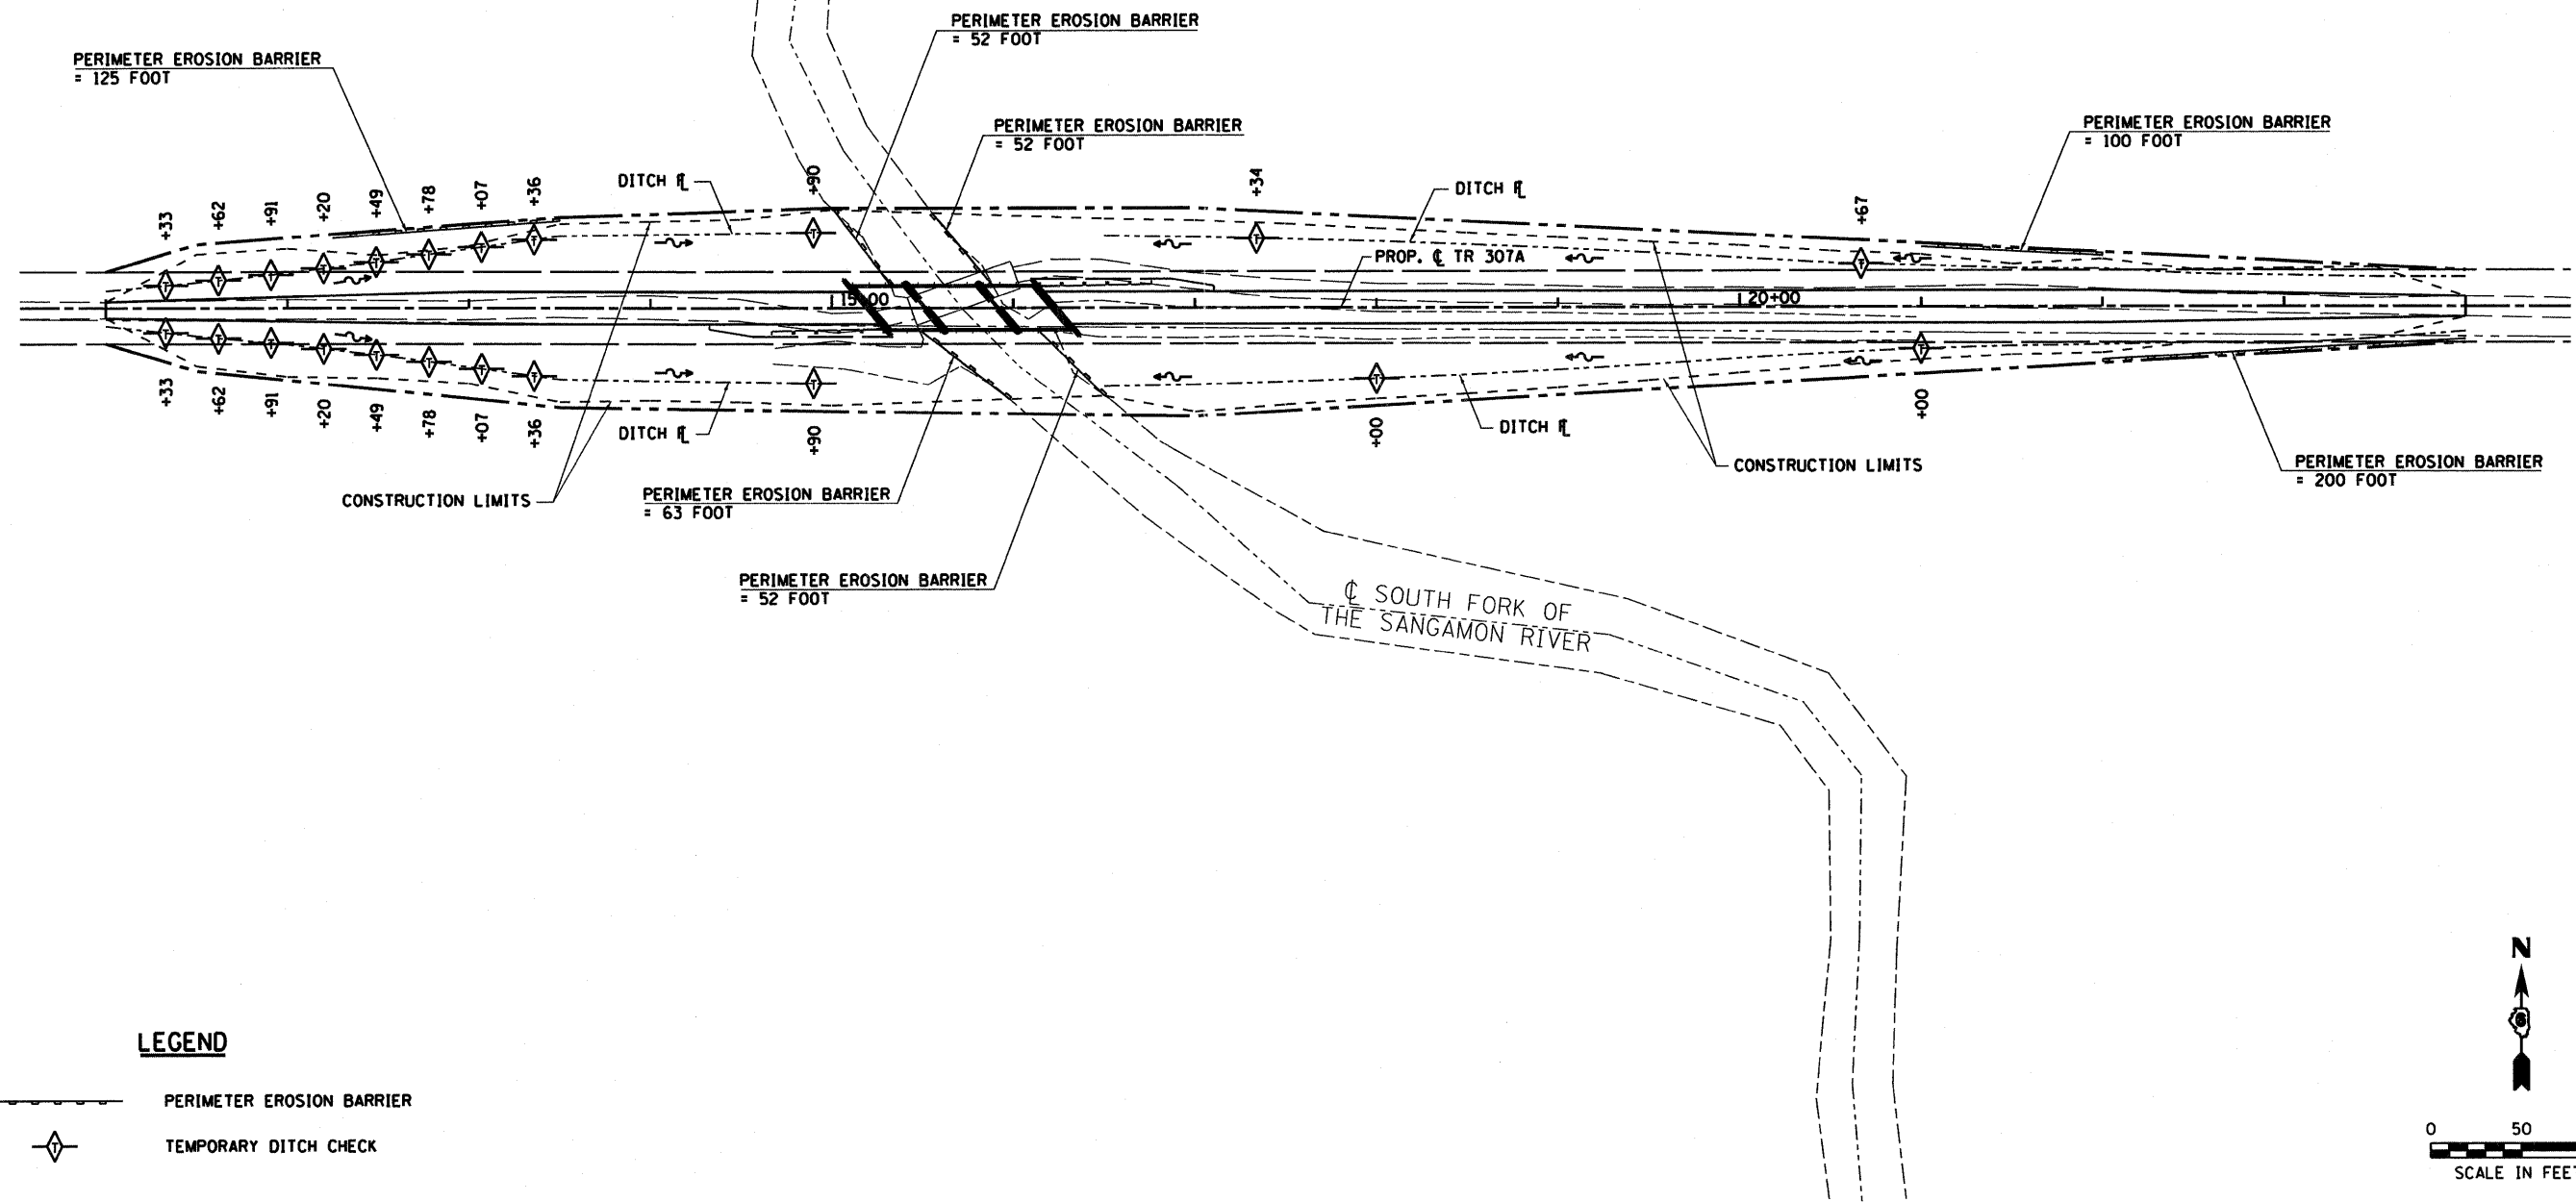 PERIMETER EROSION BARRIER
= 52 FOOT
PERIMETER EROSION BARRIER
= 125 FOOT
PERIMETER EROSION BARRIER
= 52 FOOT
PERIMETER EROSION BARRIER
= 100 FOOT
+33
+62
+91
+20
+49
+78
+07
+36
DITCH ⅊
+90
+34
DITCH ⅊
+67
PROP. ℄ TR 307A
15+00
20+00
T T T T T T T T T T T
T T T T T T T T T T T
+33
+62
+91
+20
+49
+78
+07
+36
DITCH ⅊
+90
+00
DITCH ⅊
+00
CONSTRUCTION LIMITS
CONSTRUCTION LIMITS
PERIMETER EROSION BARRIER
= 63 FOOT
PERIMETER EROSION BARRIER
= 200 FOOT
PERIMETER EROSION BARRIER
= 52 FOOT
℄ SOUTH FORK OF
THE SANGAMON RIVER
N
LEGEND
PERIMETER EROSION BARRIER
T TEMPORARY DITCH CHECK
0 50
SCALE IN FEET